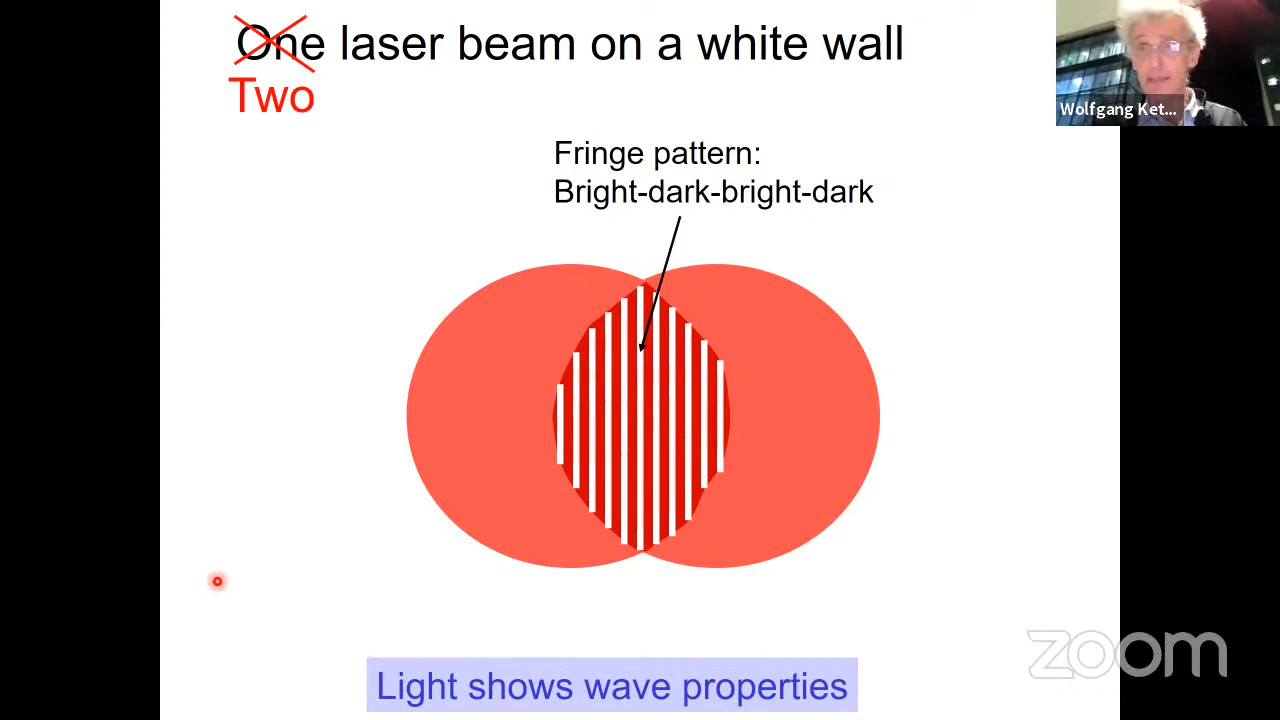 One laser beam on a white wall
Two
Wolfgang Ket...
Fringe pattern:
Bright-dark-bright-dark
zoom
Light shows wave properties